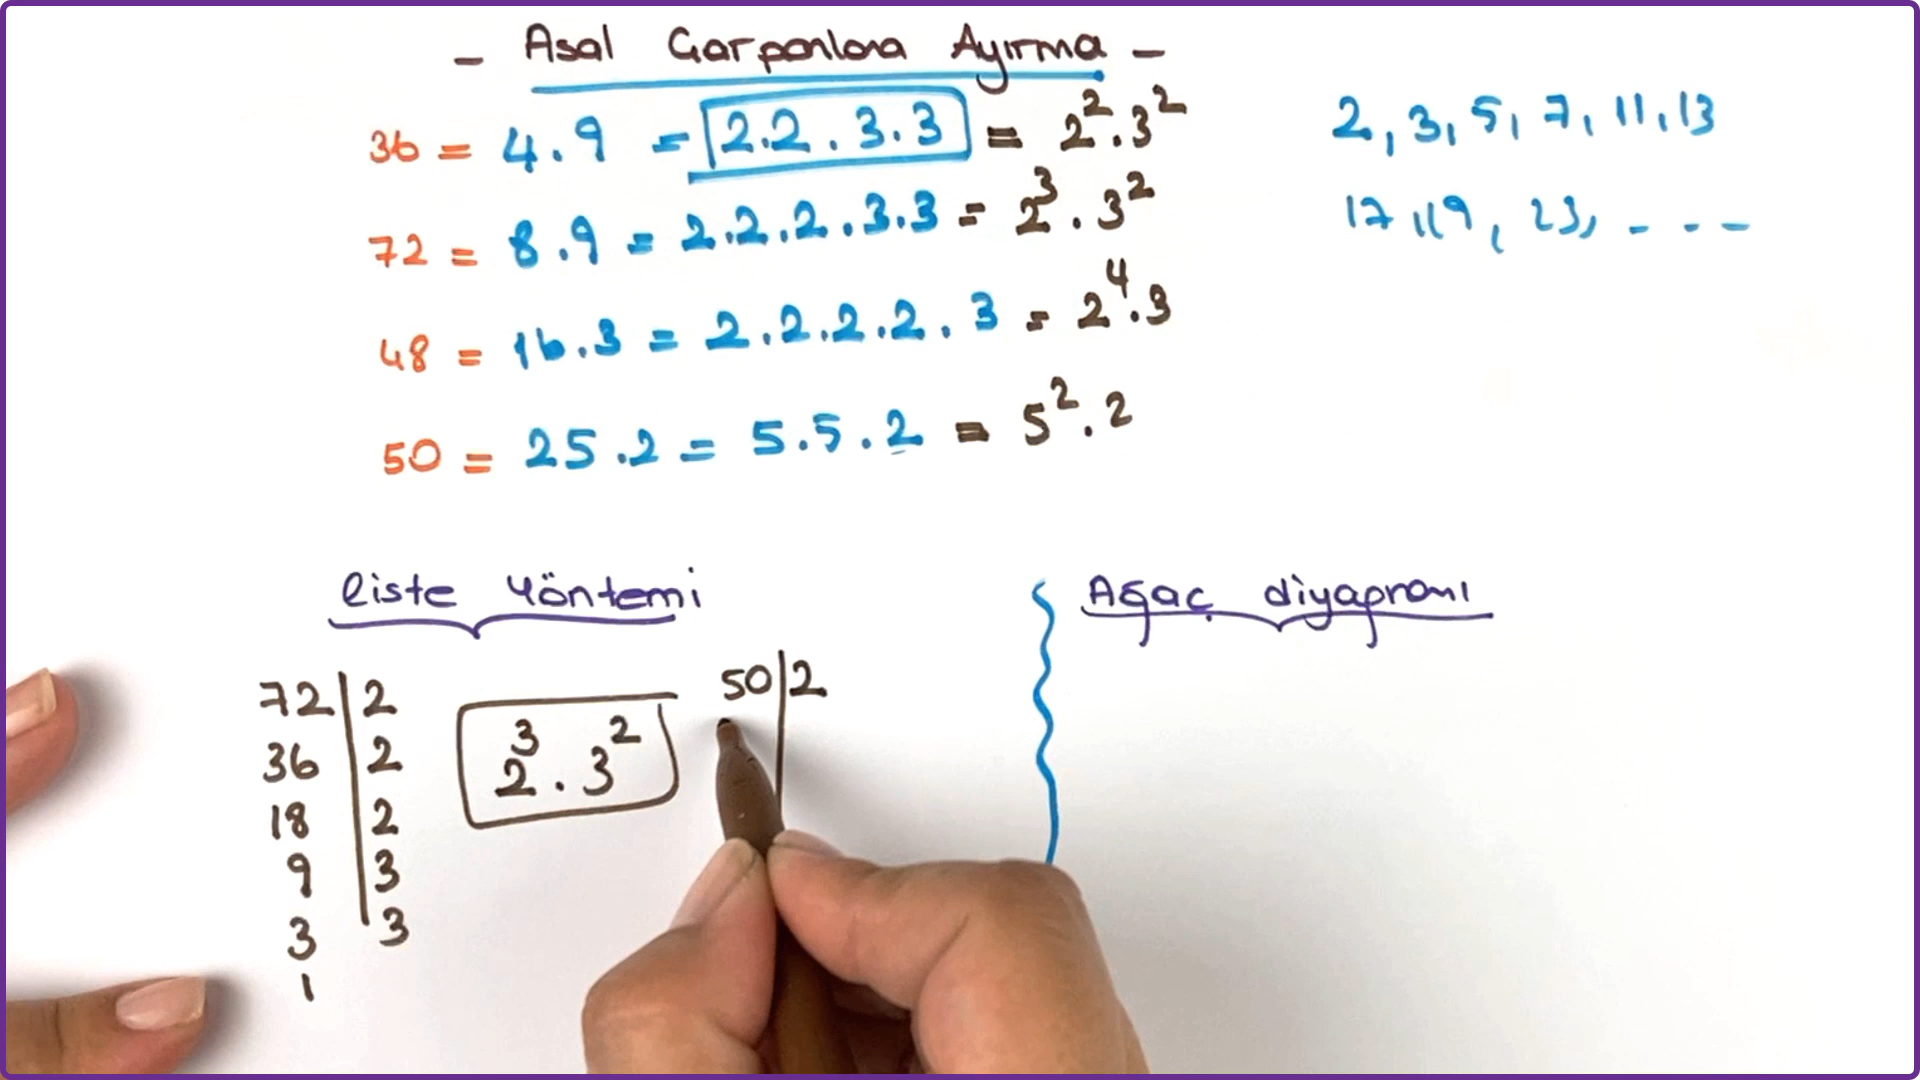 - Asal Çarpanlara Ayırma -
36 = 4.9 = 2.2.3.3 = 2².3²
72 = 8.9 = 2.2.2.3.3 = 2³.3²
48 = 16.3 = 2.2.2.2.3 = 2⁴.3
50 = 25.2 = 5.5.2 = 5².2
2, 3, 5, 7, 11, 13
17, 19, 23, ---
Liste Yöntemi
72 | 2
36 | 2
18 | 2
9 | 3
3 | 3
1
2³.3²
50 | 2
Ağaç diyagramı